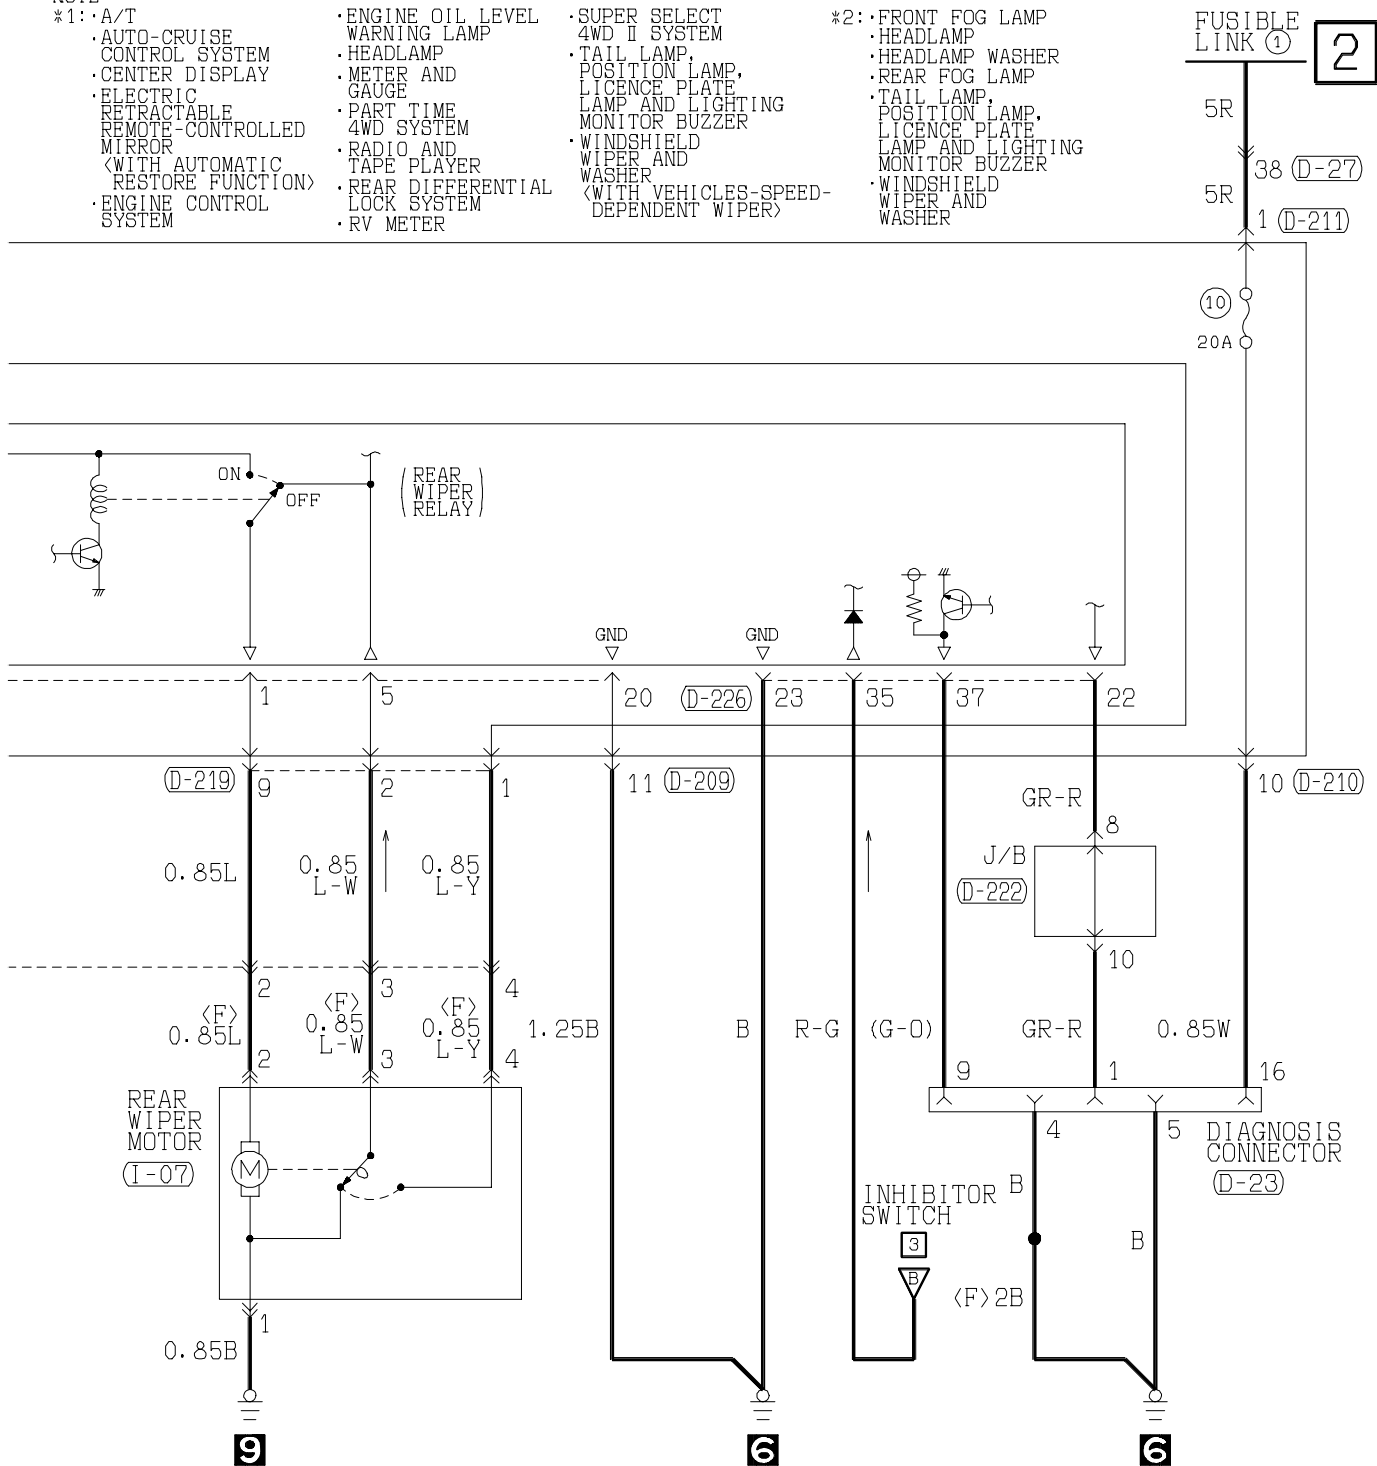 *1: ·A/T
·AUTO-CRUISE
CONTROL SYSTEM
·CENTER DISPLAY
·ELECTRIC
RETRACTABLE
REMOTE-CONTROLLED
MIRROR
<WITH AUTOMATIC
RESTORE FUNCTION>
·ENGINE CONTROL
SYSTEM
·ENGINE OIL LEVEL
WARNING LAMP
·HEADLAMP
·METER AND
GAUGE
·PART TIME
4WD SYSTEM
·RADIO AND
TAPE PLAYER
·REAR DIFFERENTIAL
LOCK SYSTEM
·RV METER
·SUPER SELECT
4WD Ⅱ SYSTEM
·TAIL LAMP,
POSITION LAMP,
LICENCE PLATE
LAMP AND LIGHTING
MONITOR BUZZER
·WINDSHIELD
WIPER AND
WASHER
<WITH VEHICLES-SPEED-
DEPENDENT WIPER>
*2: ·FRONT FOG LAMP
·HEADLAMP
·HEADLAMP WASHER
·REAR FOG LAMP
·TAIL LAMP,
POSITION LAMP,
LICENCE PLATE
LAMP AND LIGHTING
MONITOR BUZZER
·WINDSHIELD
WIPER AND
WASHER
FUSIBLE
LINK 1
2
5R
38 (D-27)
5R
1 (D-211)
10
20A
ON
OFF
(REAR
WIPER
RELAY)
GND
GND
1
5
20
(D-226)
23
35
37
22
(D-219)
9
2
1
11
(D-209)
10
(D-210)
GR-R
8
J/B
(D-222)
0.85L
0.85
L-W
0.85
L-Y
10
2
3
4
<F>
0.85L
<F>
0.85
L-W
<F>
0.85
L-Y
1.25B
B
R-G
(G-O)
GR-R
0.85W
2
3
4
9
1
16
REAR
WIPER
MOTOR
(I-07)
M
4
5
DIAGNOSIS
CONNECTOR
(D-23)
INHIBITOR
SWITCH
3
B
B
B
<F>2B
1
0.85B
9
6
6